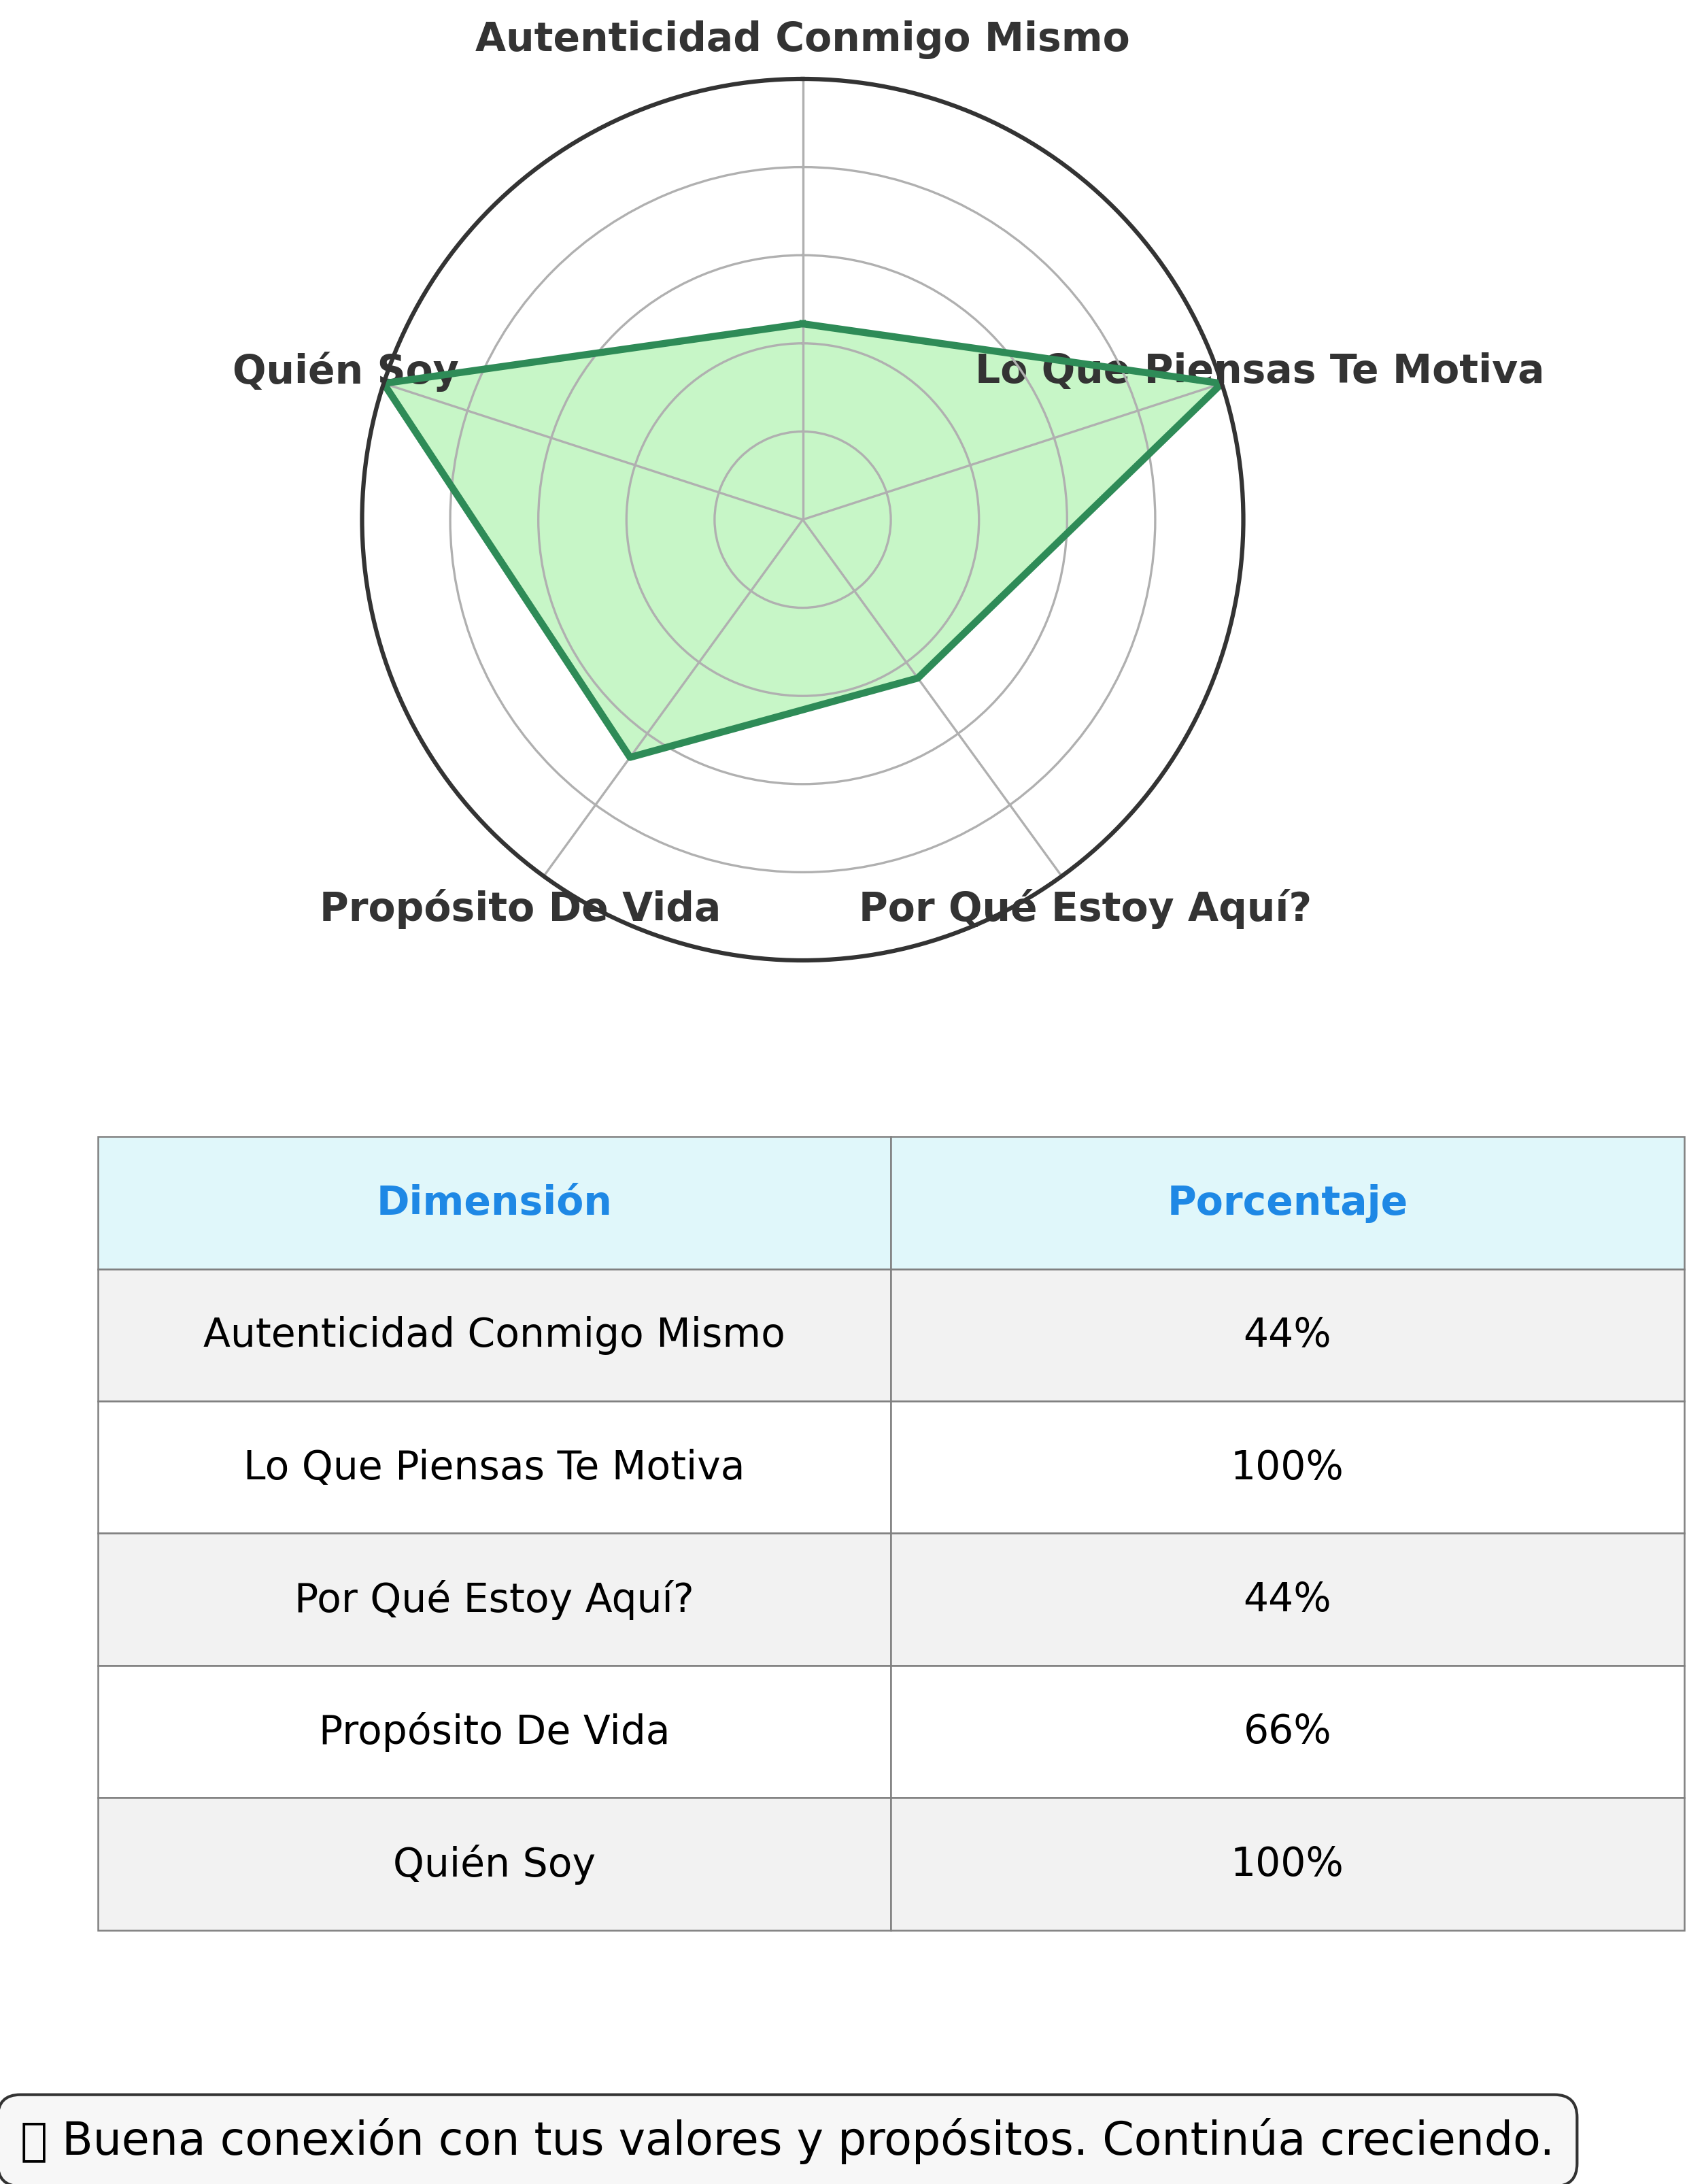 Autenticidad Conmigo Mismo
Quién Soy
Lo Que Piensas Te Motiva
Propósito De Vida
Por Qué Estoy Aquí?
Dimensión Porcentaje
Autenticidad Conmigo Mismo 44%
Lo Que Piensas Te Motiva 100%
Por Qué Estoy Aquí? 44%
Propósito De Vida 66%
Quién Soy 100%
Buena conexión con tus valores y propósitos. Continúa creciendo.